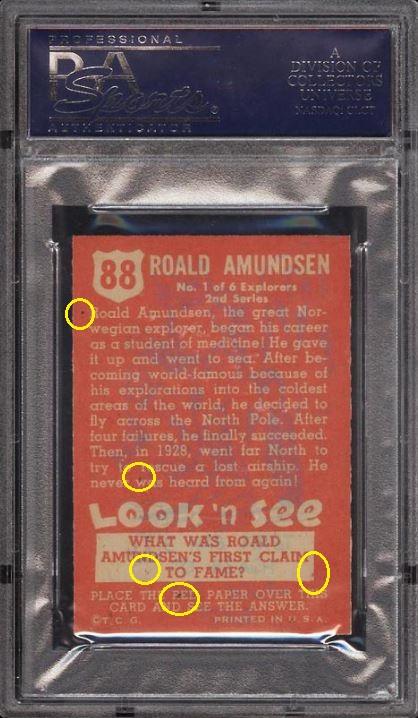 PROFESSIONAL
PSA
Sports
AUTHENTICATOR
A
DIVISION OF
COLLECTORS
UNIVERSE
NASDAQ: CLCT
88
ROALD AMUNDSEN
No. 1 of 6 Explorers
2nd Series
Roald Amundsen, the great Nor-
wegian explorer, began his career
as a student of medicine! He gave
it up and went to sea. After be-
coming world-famous because of
his explorations into the coldest
areas of the world, he decided to
fly across the North Pole. After
four failures, he finally succeeded.
Then, in 1928, went far North to
try to rescue a lost airship. He
never was heard from again!
LOOK 'n SEE
WHAT WAS ROALD
AMUNDSEN'S FIRST CLAIM
TO FAME?
PLACE THE RED PAPER OVER THIS
CARD AND SEE THE ANSWER.
© T. C. G. PRINTED IN U.S.A.